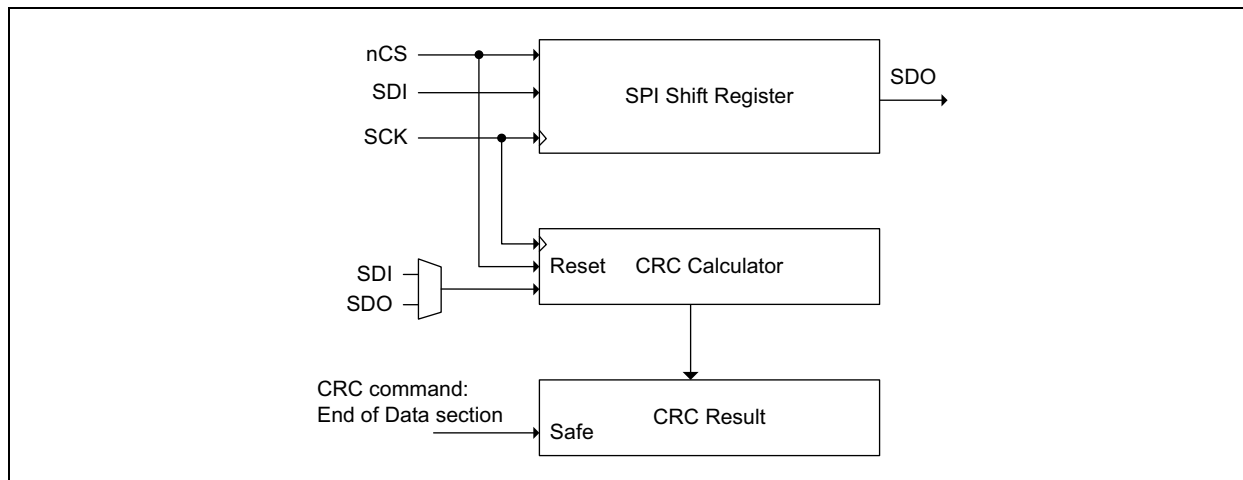 nCS
SDI
SCK
SPI Shift Register
SDO
SDI
SDO
Reset
CRC Calculator
CRC command:
End of Data section
Safe
CRC Result